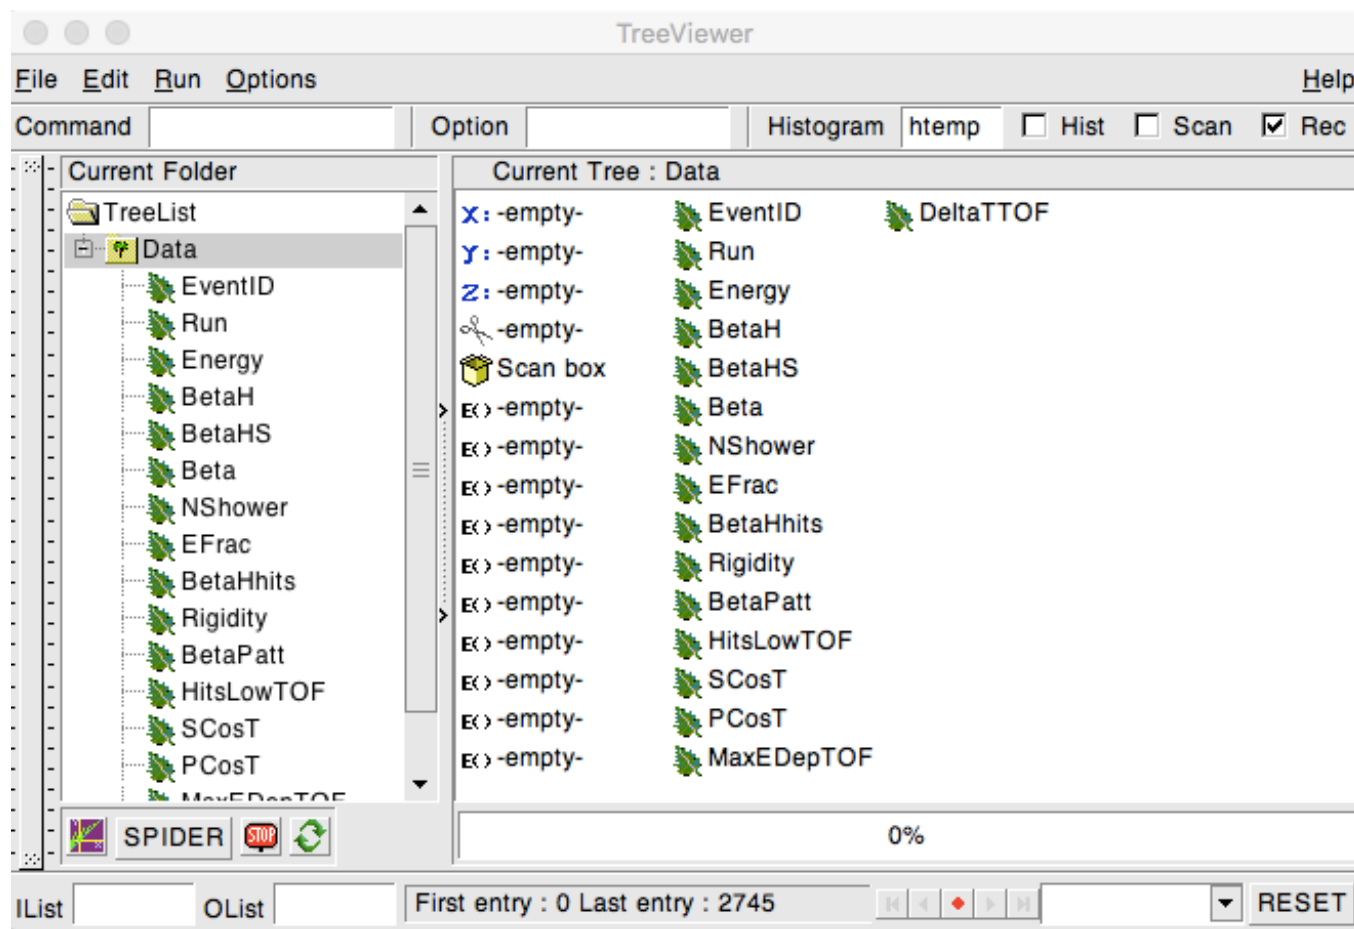 TreeViewer
File Edit Run Options Help
Command Option Histogram htemp Hist Scan Rec
Current Folder
TreeList
Data
EventID
Run
Energy
BetaH
BetaHS
Beta
NShower
EFrac
BetaHhits
Rigidity
BetaPatt
HitsLowTOF
SCosT
PCosT
MaxEDepTOF
SPIDER STOP
Current Tree : Data
X: -empty- EventID DeltaTTOF
Y: -empty- Run
Z: -empty- Energy
-empty- BetaH
Scan box BetaHS
E() -empty- Beta
E() -empty- NShower
E() -empty- EFrac
E() -empty- BetaHhits
E() -empty- Rigidity
E() -empty- BetaPatt
E() -empty- HitsLowTOF
E() -empty- SCosT
E() -empty- PCosT
E() -empty- MaxEDepTOF
0%
IList OList First entry : 0 Last entry : 2745 RESET